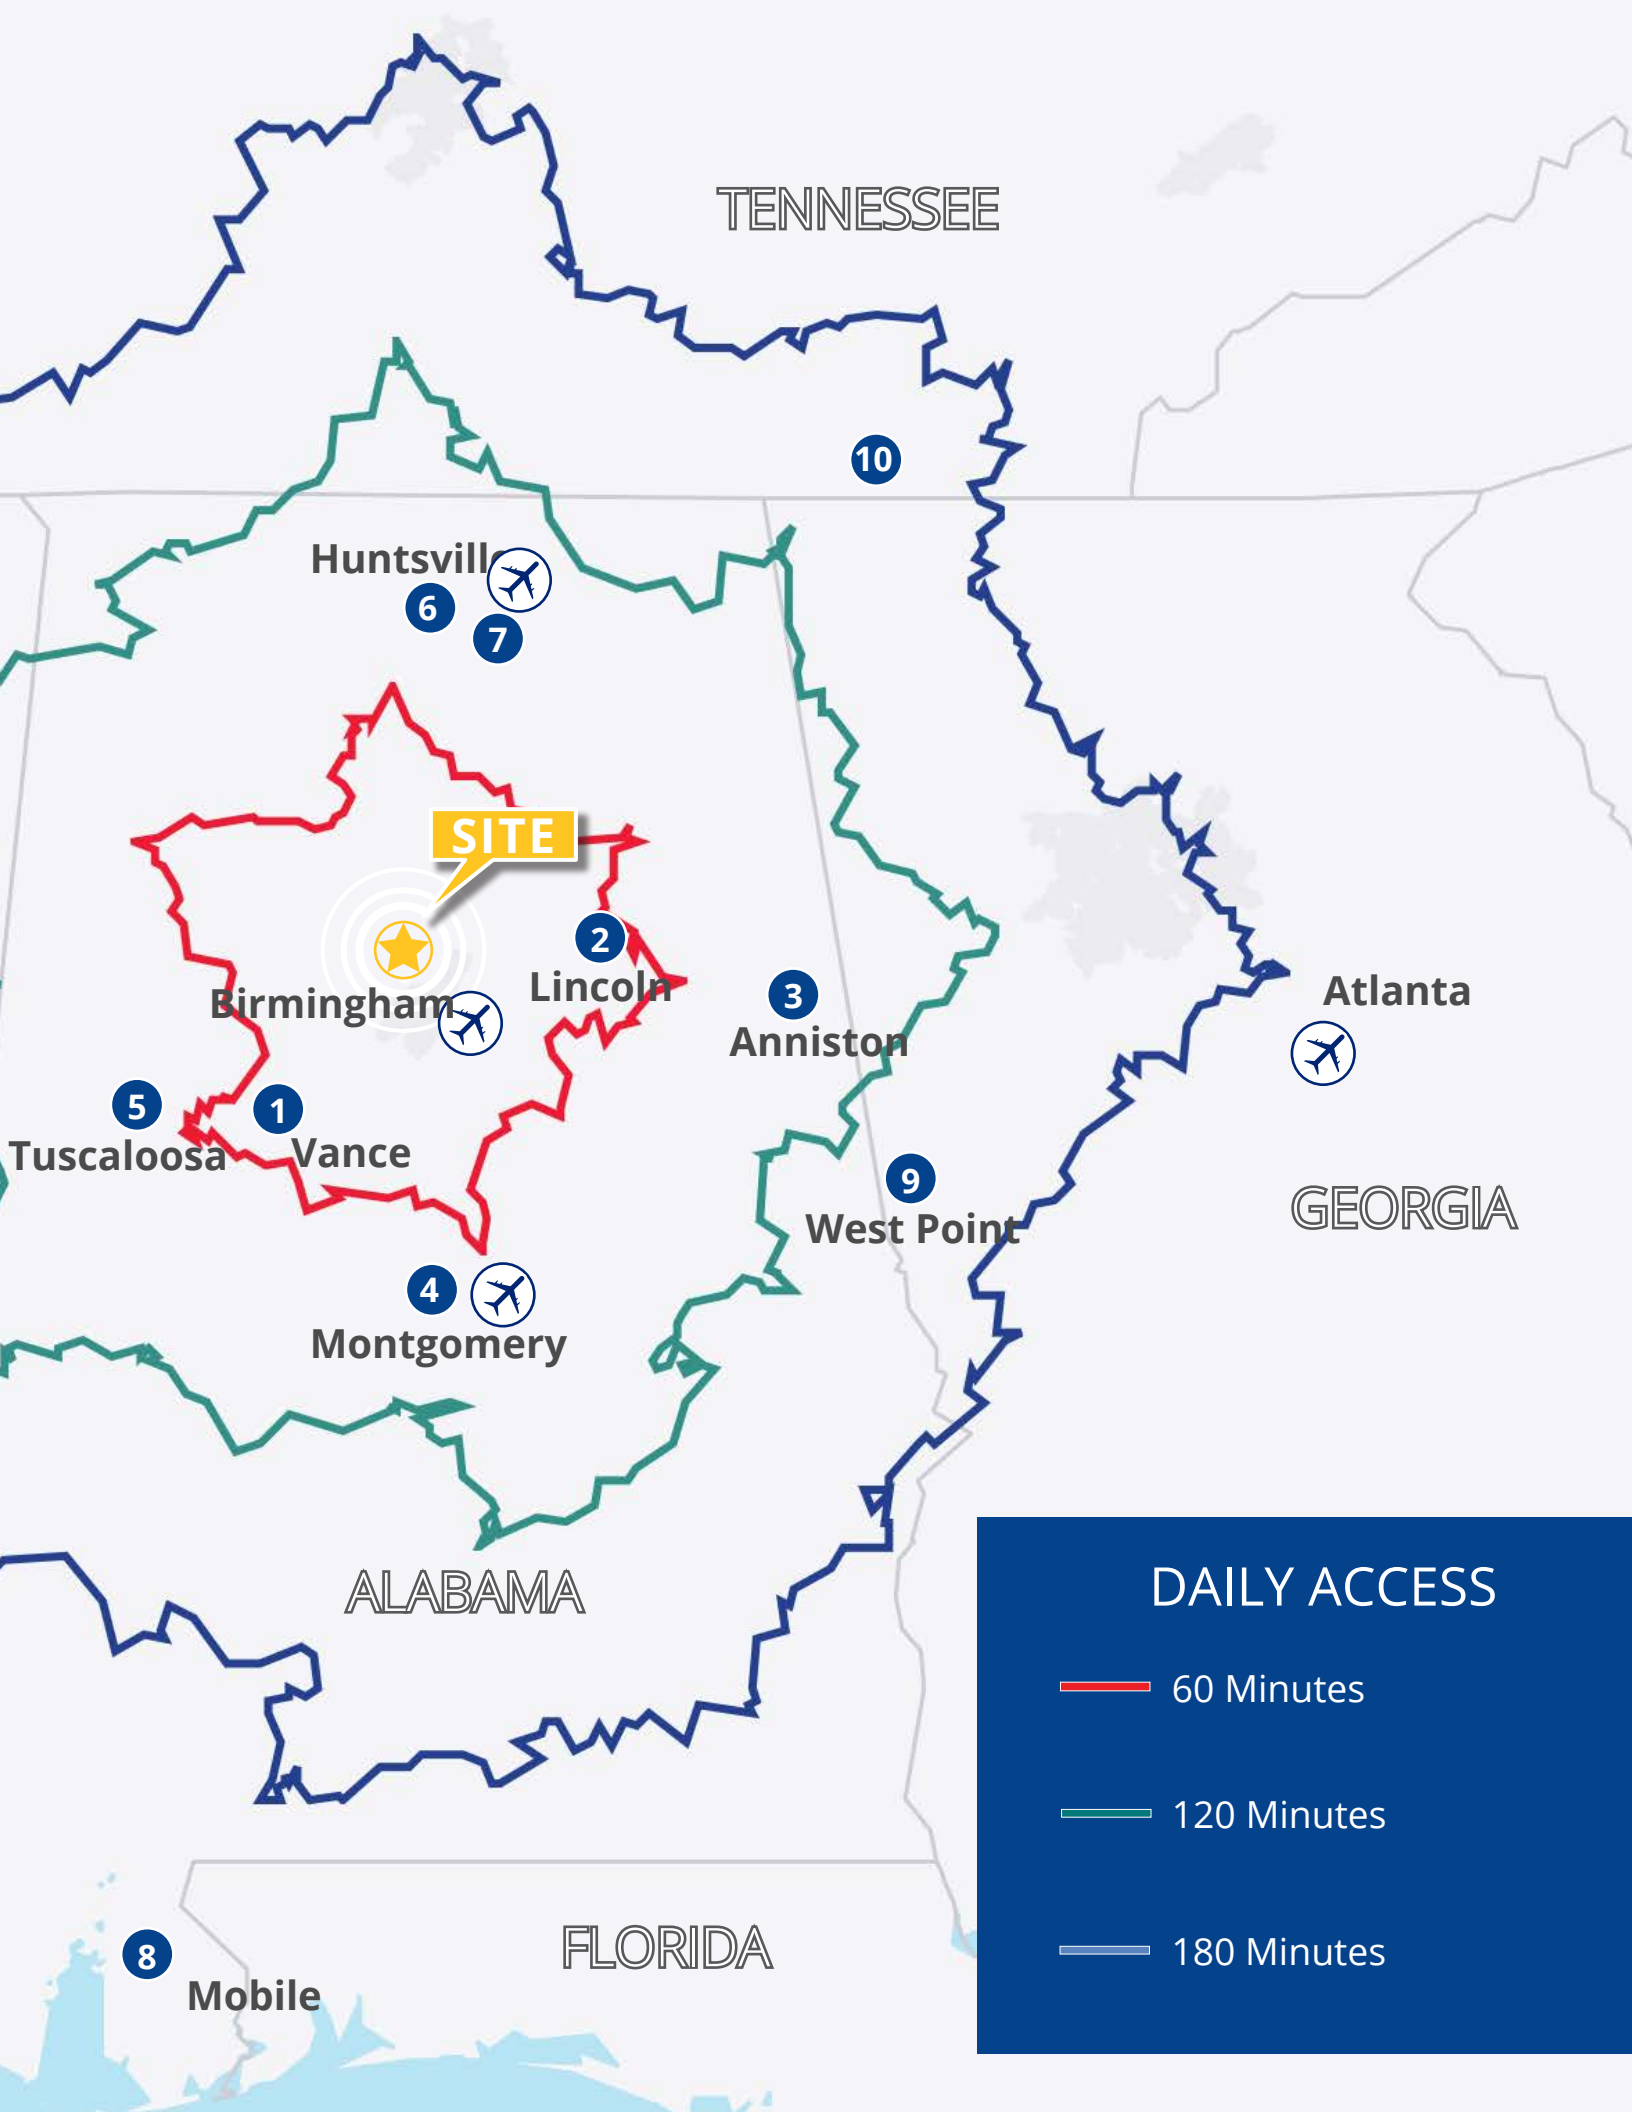 TENNESSEE
10
Huntsville
6
7
SITE
2
Birmingham
Lincoln
3
Atlanta
Anniston
5
1
Tuscaloosa
Vance
9
West Point
GEORGIA
4
Montgomery
ALABAMA
DAILY ACCESS
60 Minutes
120 Minutes
180 Minutes
FLORIDA
8
Mobile